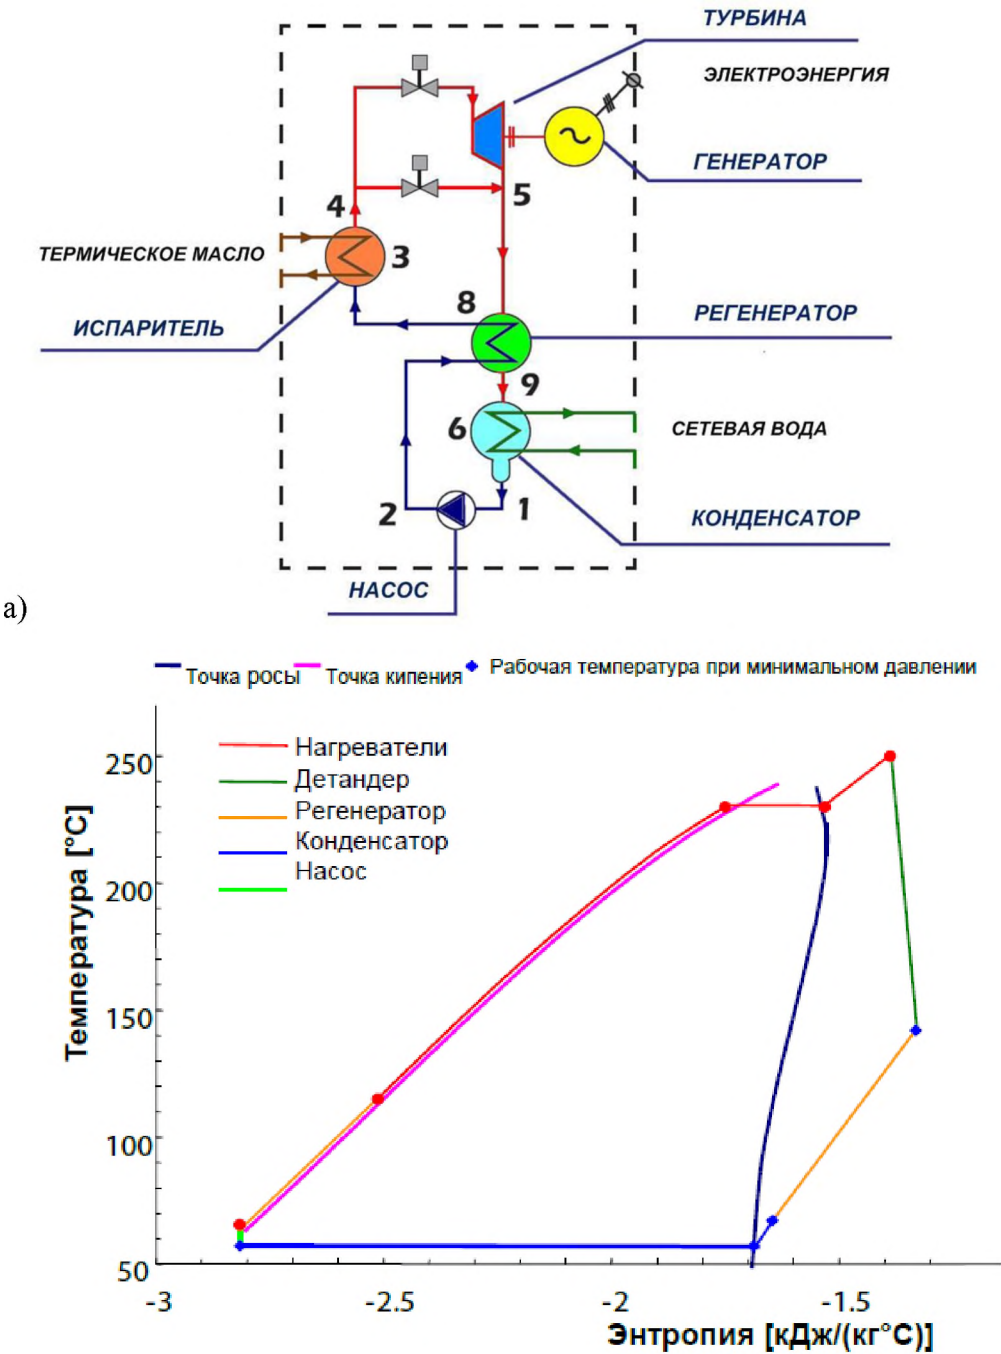 ТУРБИНА
ЭЛЕКТРОЭНЕРГИЯ
ГЕНЕРАТОР
4
5
ТЕРМИЧЕСКОЕ МАСЛО
3
ИСПАРИТЕЛЬ
8
РЕГЕНЕРАТОР
9
6
СЕТЕВАЯ ВОДА
2
1
КОНДЕНСАТОР
НАСОС
а)
Точка росы Точка кипения Рабочая температура при минимальном давлении
Нагреватели
Детандер
Регенератор
Конденсатор
Насос
Температура [°C]
250
200
150
100
50
-3 -2.5 -2 -1.5
Энтропия [кДж/(кг°C)]